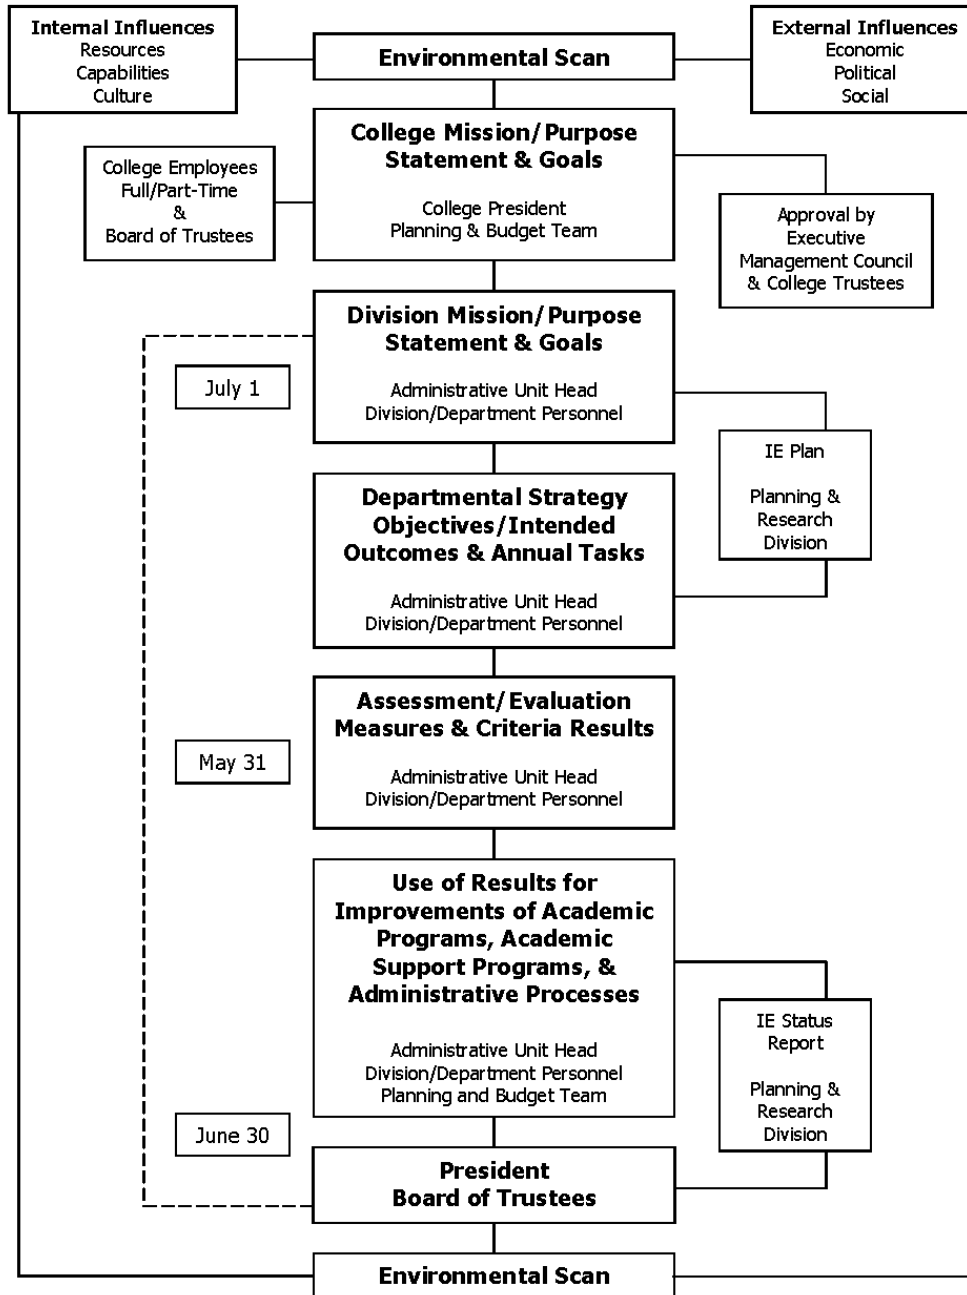 Internal Influences
Resources
Capabilities
Culture
Environmental Scan
External Influences
Economic
Political
Social
College Mission/Purpose
Statement & Goals
College President
Planning & Budget Team
College Employees
Full/Part-Time
&
Board of Trustees
Approval by
Executive
Management Council
& College Trustees
Division Mission/Purpose
Statement & Goals
Administrative Unit Head
Division/Department Personnel
July 1
IE Plan
Planning &
Research
Division
Departmental Strategy
Objectives/Intended
Outcomes & Annual Tasks
Administrative Unit Head
Division/Department Personnel
Assessment/Evaluation
Measures & Criteria Results
Administrative Unit Head
Division/Department Personnel
May 31
Use of Results for
Improvements of Academic
Programs, Academic
Support Programs, &
Administrative Processes
Administrative Unit Head
Division/Department Personnel
Planning and Budget Team
IE Status
Report
Planning &
Research
Division
June 30
President
Board of Trustees
Environmental Scan